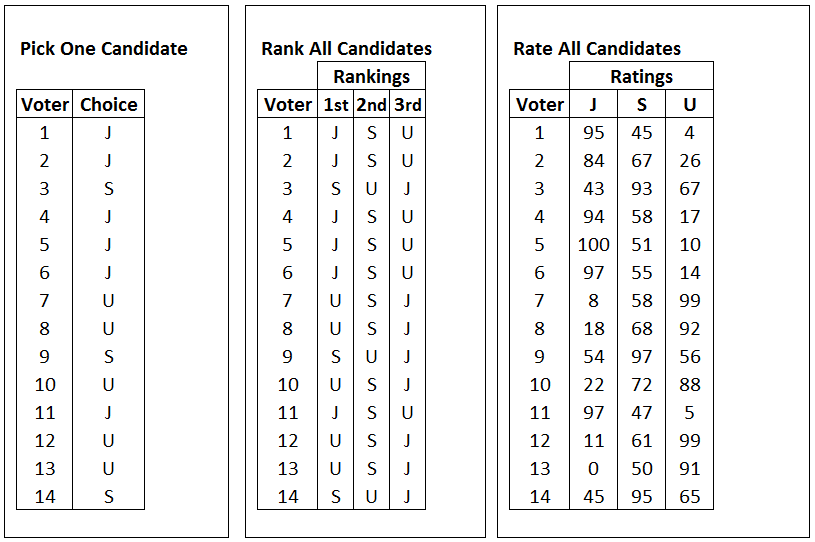 Pick One Candidate Rank All Candidates Rate All Candidates
Rankings Ratings
Voter Choice Voter 1st 2nd 3rd Voter J S U
1 J 1 J S U 1 95 45 4
2 J 2 J S U 2 84 67 26
3 S 3 S U J 3 43 93 67
4 J 4 J S U 4 94 58 17
5 J 5 J S U 5 100 51 10
6 J 6 J S U 6 97 55 14
7 U 7 U S J 7 8 58 99
8 U 8 U S J 8 18 68 92
9 S 9 S U J 9 54 97 56
10 U 10 U S J 10 22 72 88
11 J 11 J S U 11 97 47 5
12 U 12 U S J 12 11 61 99
13 U 13 U S J 13 0 50 91
14 S 14 S U J 14 45 95 65